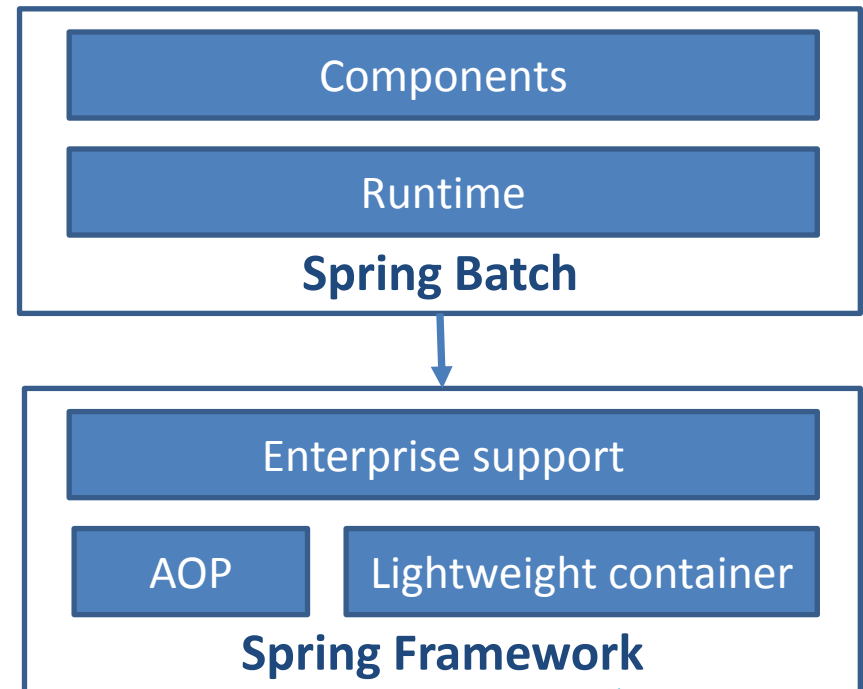 Components
Runtime
Spring Batch
Enterprise support
AOP
Lightweight container
Spring Framework